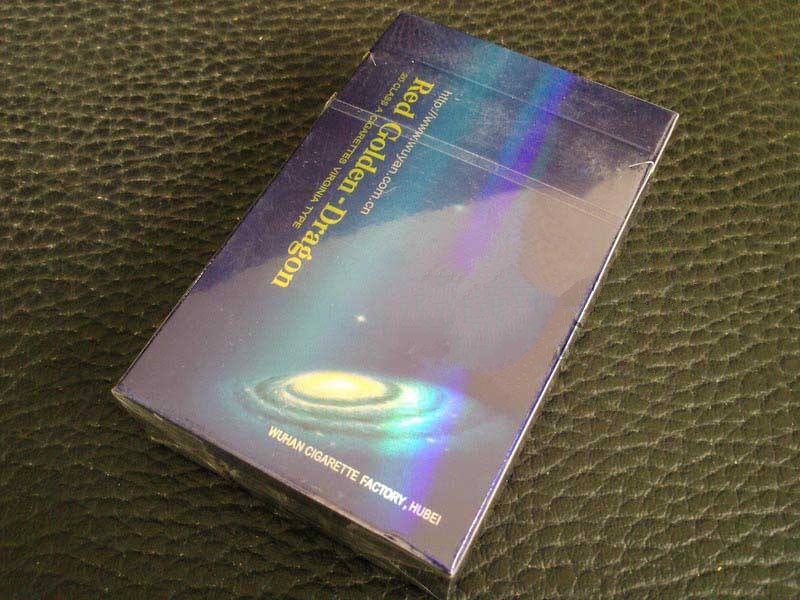 http://www.wuyan.com.cn
Red Golden-Dragon
20 CLASS A CIGARETTES VIRGINIA TYPE
WUHAN CIGARETTE FACTORY, HUBEI